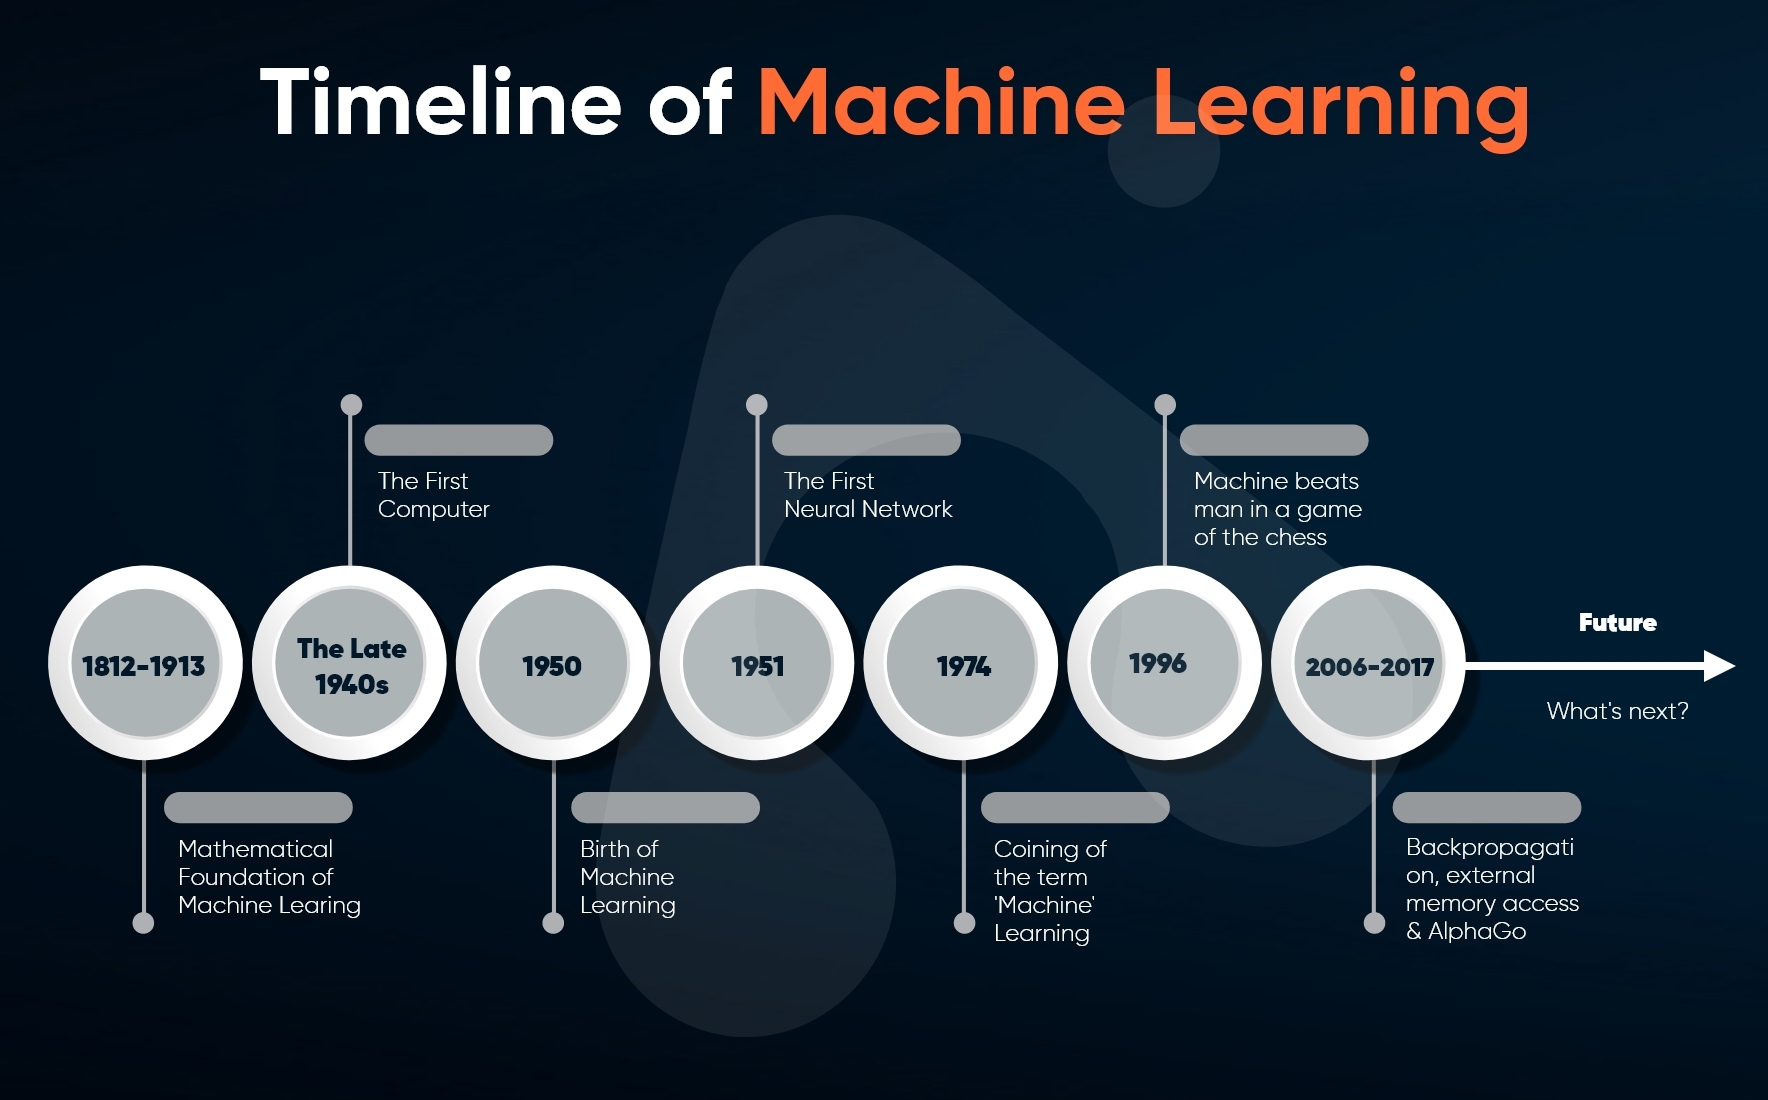 Timeline of Machine Learning
The First
Computer
The First
Neural Network
Machine beats
man in a game
of the chess
1812-1913
The Late
1940s
1950
1951
1974
1996
2006-2017
Future
What's next?
Mathematical
Foundation of
Machine Learing
Birth of
Machine
Learning
Coining of
the term
'Machine'
Learning
Backpropagati
on, external
memory access
& AlphaGo